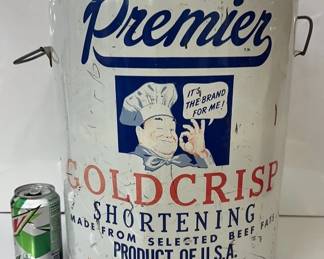 Premier
IT'S
THE BRAND
FOR ME!
GOLDCRISP
SHORTENING
MADE FROM SELECTED BEEF FATS
PRODUCT OF U.S.A.